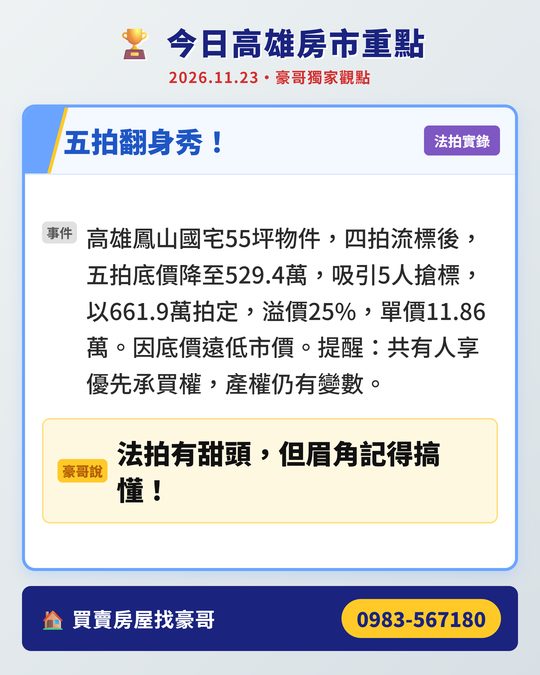 今日高雄房市重點
2026.11.23・豪哥獨家觀點
五拍翻身秀！
法拍實錄
事件
高雄鳳山國宅55坪物件，四拍流標後，
五拍底價降至529.4萬，吸引5人搶標，
以661.9萬拍定，溢價25%，單價11.86
萬。因底價遠低市價。提醒：共有人享
優先承買權，產權仍有變數。
豪哥說
法拍有甜頭，但眉角記得搞
懂！
買賣房屋找豪哥
0983-567180